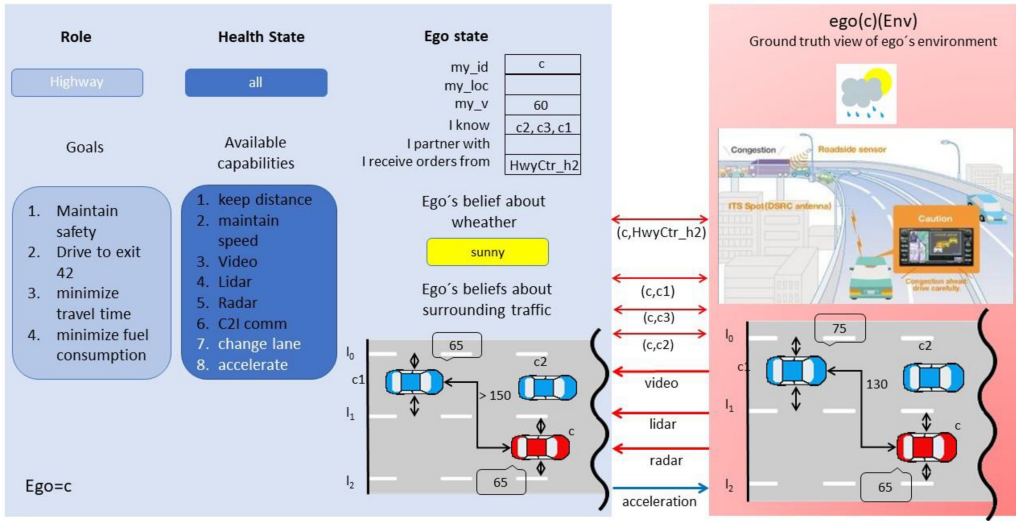 Role
Highway
Goals
1. Maintain
safety
2. Drive to exit
42
3. minimize
travel time
4. minimize fuel
consumption
Ego=c
Health State
all
Available
capabilities
1. keep distance
2. maintain
speed
3. Video
4. Lidar
5. Radar
6. C2I comm
7. change lane
8. accelerate
Ego state
my_id c
my_loc
my_v 60
I know c2, c3, c1
I partner with
I receive orders from HwyCtr_h2
Ego´s belief about
wheather
sunny
Ego´s beliefs about
surrounding traffic
65
l0
c1
c2
> 150
l1
c
65
l2
(c,HwyCtr_h2)
(c,c1)
(c,c3)
(c,c2)
video
lidar
radar
acceleration
ego(c)(Env)
Ground truth view of ego´s environment
Congestion
Roadside sensor
ITS Spot(DSRC antenna)
Caution
Congestion ahead
drive carefully.
75
l0
c1
c2
130
l1
c
65
l2